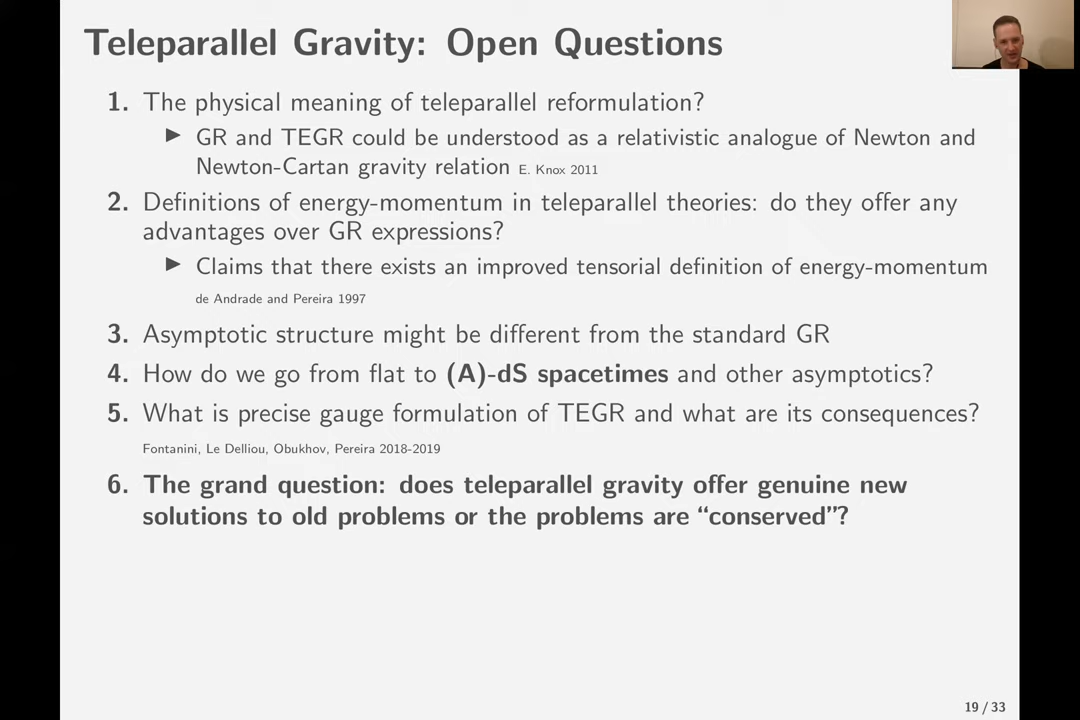 Teleparallel Gravity: Open Questions
1. The physical meaning of teleparallel reformulation?
▶ GR and TEGR could be understood as a relativistic analogue of Newton and
Newton-Cartan gravity relation E. Knox 2011
2. Definitions of energy-momentum in teleparallel theories: do they offer any
advantages over GR expressions?
▶ Claims that there exists an improved tensorial definition of energy-momentum
de Andrade and Pereira 1997
3. Asymptotic structure might be different from the standard GR
4. How do we go from flat to (A)-dS spacetimes and other asymptotics?
5. What is precise gauge formulation of TEGR and what are its consequences?
Fontanini, Le Delliou, Obukhov, Pereira 2018-2019
6. The grand question: does teleparallel gravity offer genuine new
solutions to old problems or the problems are “conserved”?
19 / 33